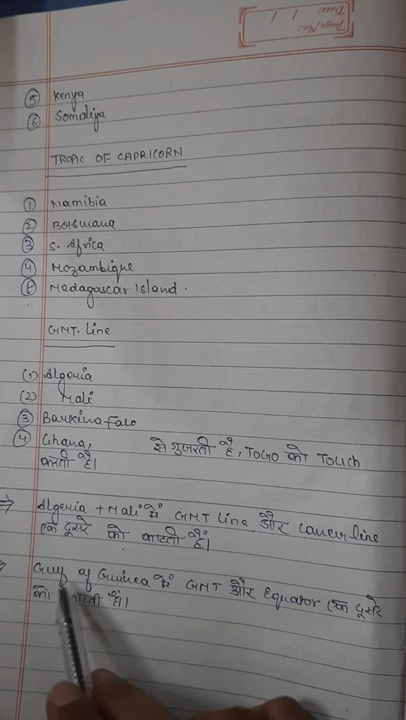 Page No.:
Date: / /
⑤ Kenya
⑥ Somaliya
TROPIC OF CAPRICORN
① Namibia
② Botswana
③ S. Africa
④ Mozambique
⑤ Madagascar Island.
GMT. Line
(1) Algeria
(2) Mali
③ Barkina Faso
④ Ghana, से गुजरती है, TOGO को Touch
करती है।
⇒ Algeria + Mali में GMT Line और Cancer line
एक दूसरे को काटती हैं।
⇒ Gulf of Guinea में GMT और Equator एक दूसरे
को काटती हैं।